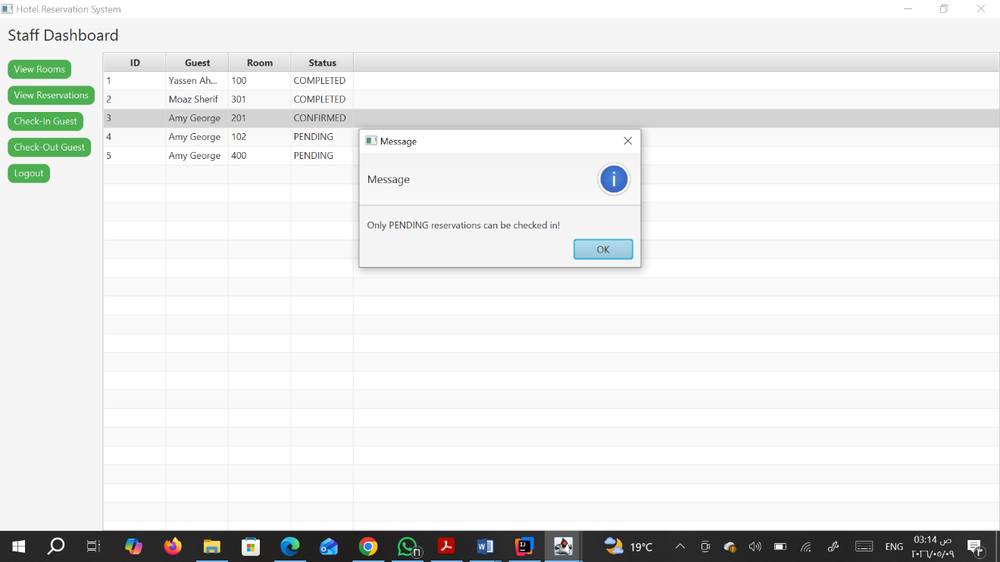 Hotel Reservation System
Staff Dashboard
View Rooms
View Reservations
Check-In Guest
Check-Out Guest
Logout
ID Guest Room Status
1 Yassen Ah... 100 COMPLETED
2 Moaz Sherif 301 COMPLETED
3 Amy George 201 CONFIRMED
4 Amy George 102 PENDING
5 Amy George 400 PENDING
Message
Message
Only PENDING reservations can be checked in!
OK
19°C
ENG
03:14 ص
٢٠٢٦/٠٥/٠٩